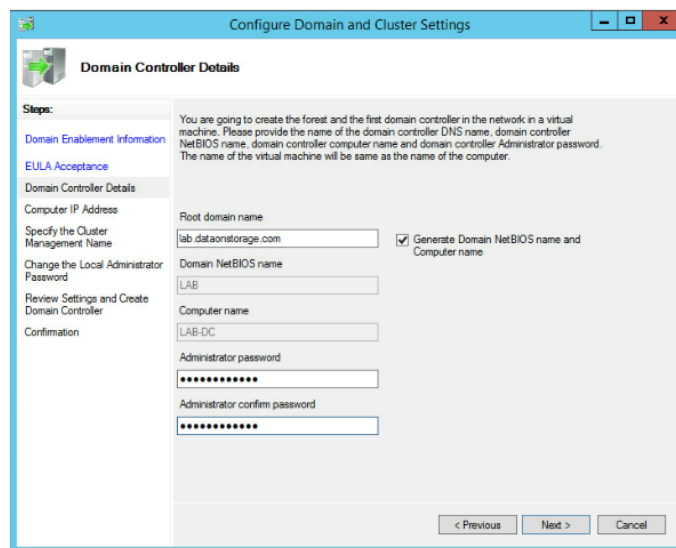 Configure Domain and Cluster Settings
Domain Controller Details
Steps:
Domain Enablement Information
EULA Acceptance
Domain Controller Details
Computer IP Address
Specify the Cluster
Management Name
Change the Local Administrator
Password
Review Settings and Create
Domain Controller
Confirmation
You are going to create the forest and the first domain controller in the network in a virtual
machine. Please provide the name of the domain controller DNS name, domain controller
NetBIOS name, domain controller computer name and domain controller Administrator password.
The name of the virtual machine will be same as the name of the computer.
Root domain name
lab.dataonstorage.com
Generate Domain NetBIOS name and
Computer name
Domain NetBIOS name
LAB
Computer name
LAB-DC
Administrator password
••••••••••••
Administrator confirm password
••••••••••••
< Previous
Next >
Cancel